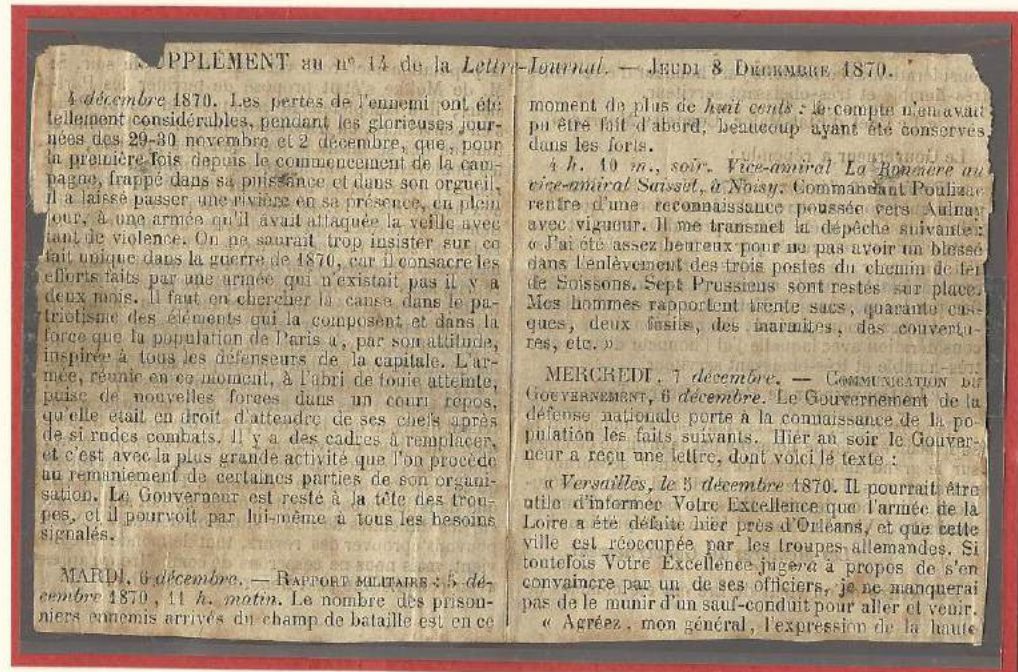 SUPPLÉMENT au n° 14 de la Lettre-Journal. — JEUDI 8 DÉCEMBRE 1870.
4 décembre 1870. Les pertes de l'ennemi ont été
tellement considérables, pendant les glorieuses jour-
nées des 29-30 novembre et 2 décembre, que, pour
la première fois depuis le commencement de la cam-
pagne, frappé dans sa puissance et dans son orgueil,
il a laissé passer une rivière en sa présence, en plein
jour, à une armée qu'il avait attaquée la veille avec
tant de violence. On ne saurait trop insister sur ce
fait unique dans la guerre de 1870, car il consacre les
efforts faits par une armée qui n'existait pas il y a
deux mois. Il faut en chercher la cause dans le pa-
triotisme des éléments qui la composent et dans la
force que la population de Paris a, par son attitude,
inspirée à tous les défenseurs de la capitale. L'ar-
mée, réunie en ce moment, à l'abri de toute atteinte,
puise de nouvelles forces dans un court repos,
qu'elle était en droit d'attendre de ses chefs après
de si rudes combats. Il y a des cadres à remplacer,
et c'est avec la plus grande activité que l'on procède
au remaniement de certaines parties de son organi-
sation. Le Gouverneur est resté à la tête des trou-
pes, et il pourvoit par lui-même à tous les besoins
signalés.
MARDI, 6 décembre. — RAPPORT MILITAIRE : 5 dé-
cembre 1870, 11 h. matin. Le nombre des prison-
niers ennemis arrivés du champ de bataille est en ce
moment de plus de huit cents : le compte n'en avait
pu être fait d'abord, beaucoup ayant été conservés
dans les forts.
4 h. 10 m., soir. Vice-amiral La Roncière au
vice-amiral Saisset, à Noisy. Commandant Poulizac
rentre d'une reconnaissance poussée vers Aulnay
avec vigueur. Il me transmet la dépêche suivante :
« J'ai été assez heureux pour ne pas avoir un blessé
dans l'enlèvement des trois postes du chemin de fer
de Soissons. Sept Prussiens sont restés sur place.
Mes hommes rapportent trente sacs, quarante cas-
ques, deux fusils, des marmites, des couvertu-
res, etc. »
MERCREDI, 7 décembre. — COMMUNICATION DU
GOUVERNEMENT, 6 décembre. Le Gouvernement de la
défense nationale porte à la connaissance de la po-
pulation les faits suivants. Hier au soir le Gouver-
neur a reçu une lettre, dont voici le texte :
« Versailles, le 5 décembre 1870. Il pourrait être
utile d'informer Votre Excellence que l'armée de la
Loire a été défaite hier près d'Orléans, et que cette
ville est réoccupée par les troupes allemandes. Si
toutefois Votre Excellence jugera à propos de s'en
convaincre par un de ses officiers, je ne manquerai
pas de le munir d'un sauf-conduit pour aller et venir.
« Agréez, mon général, l'expression de la haute